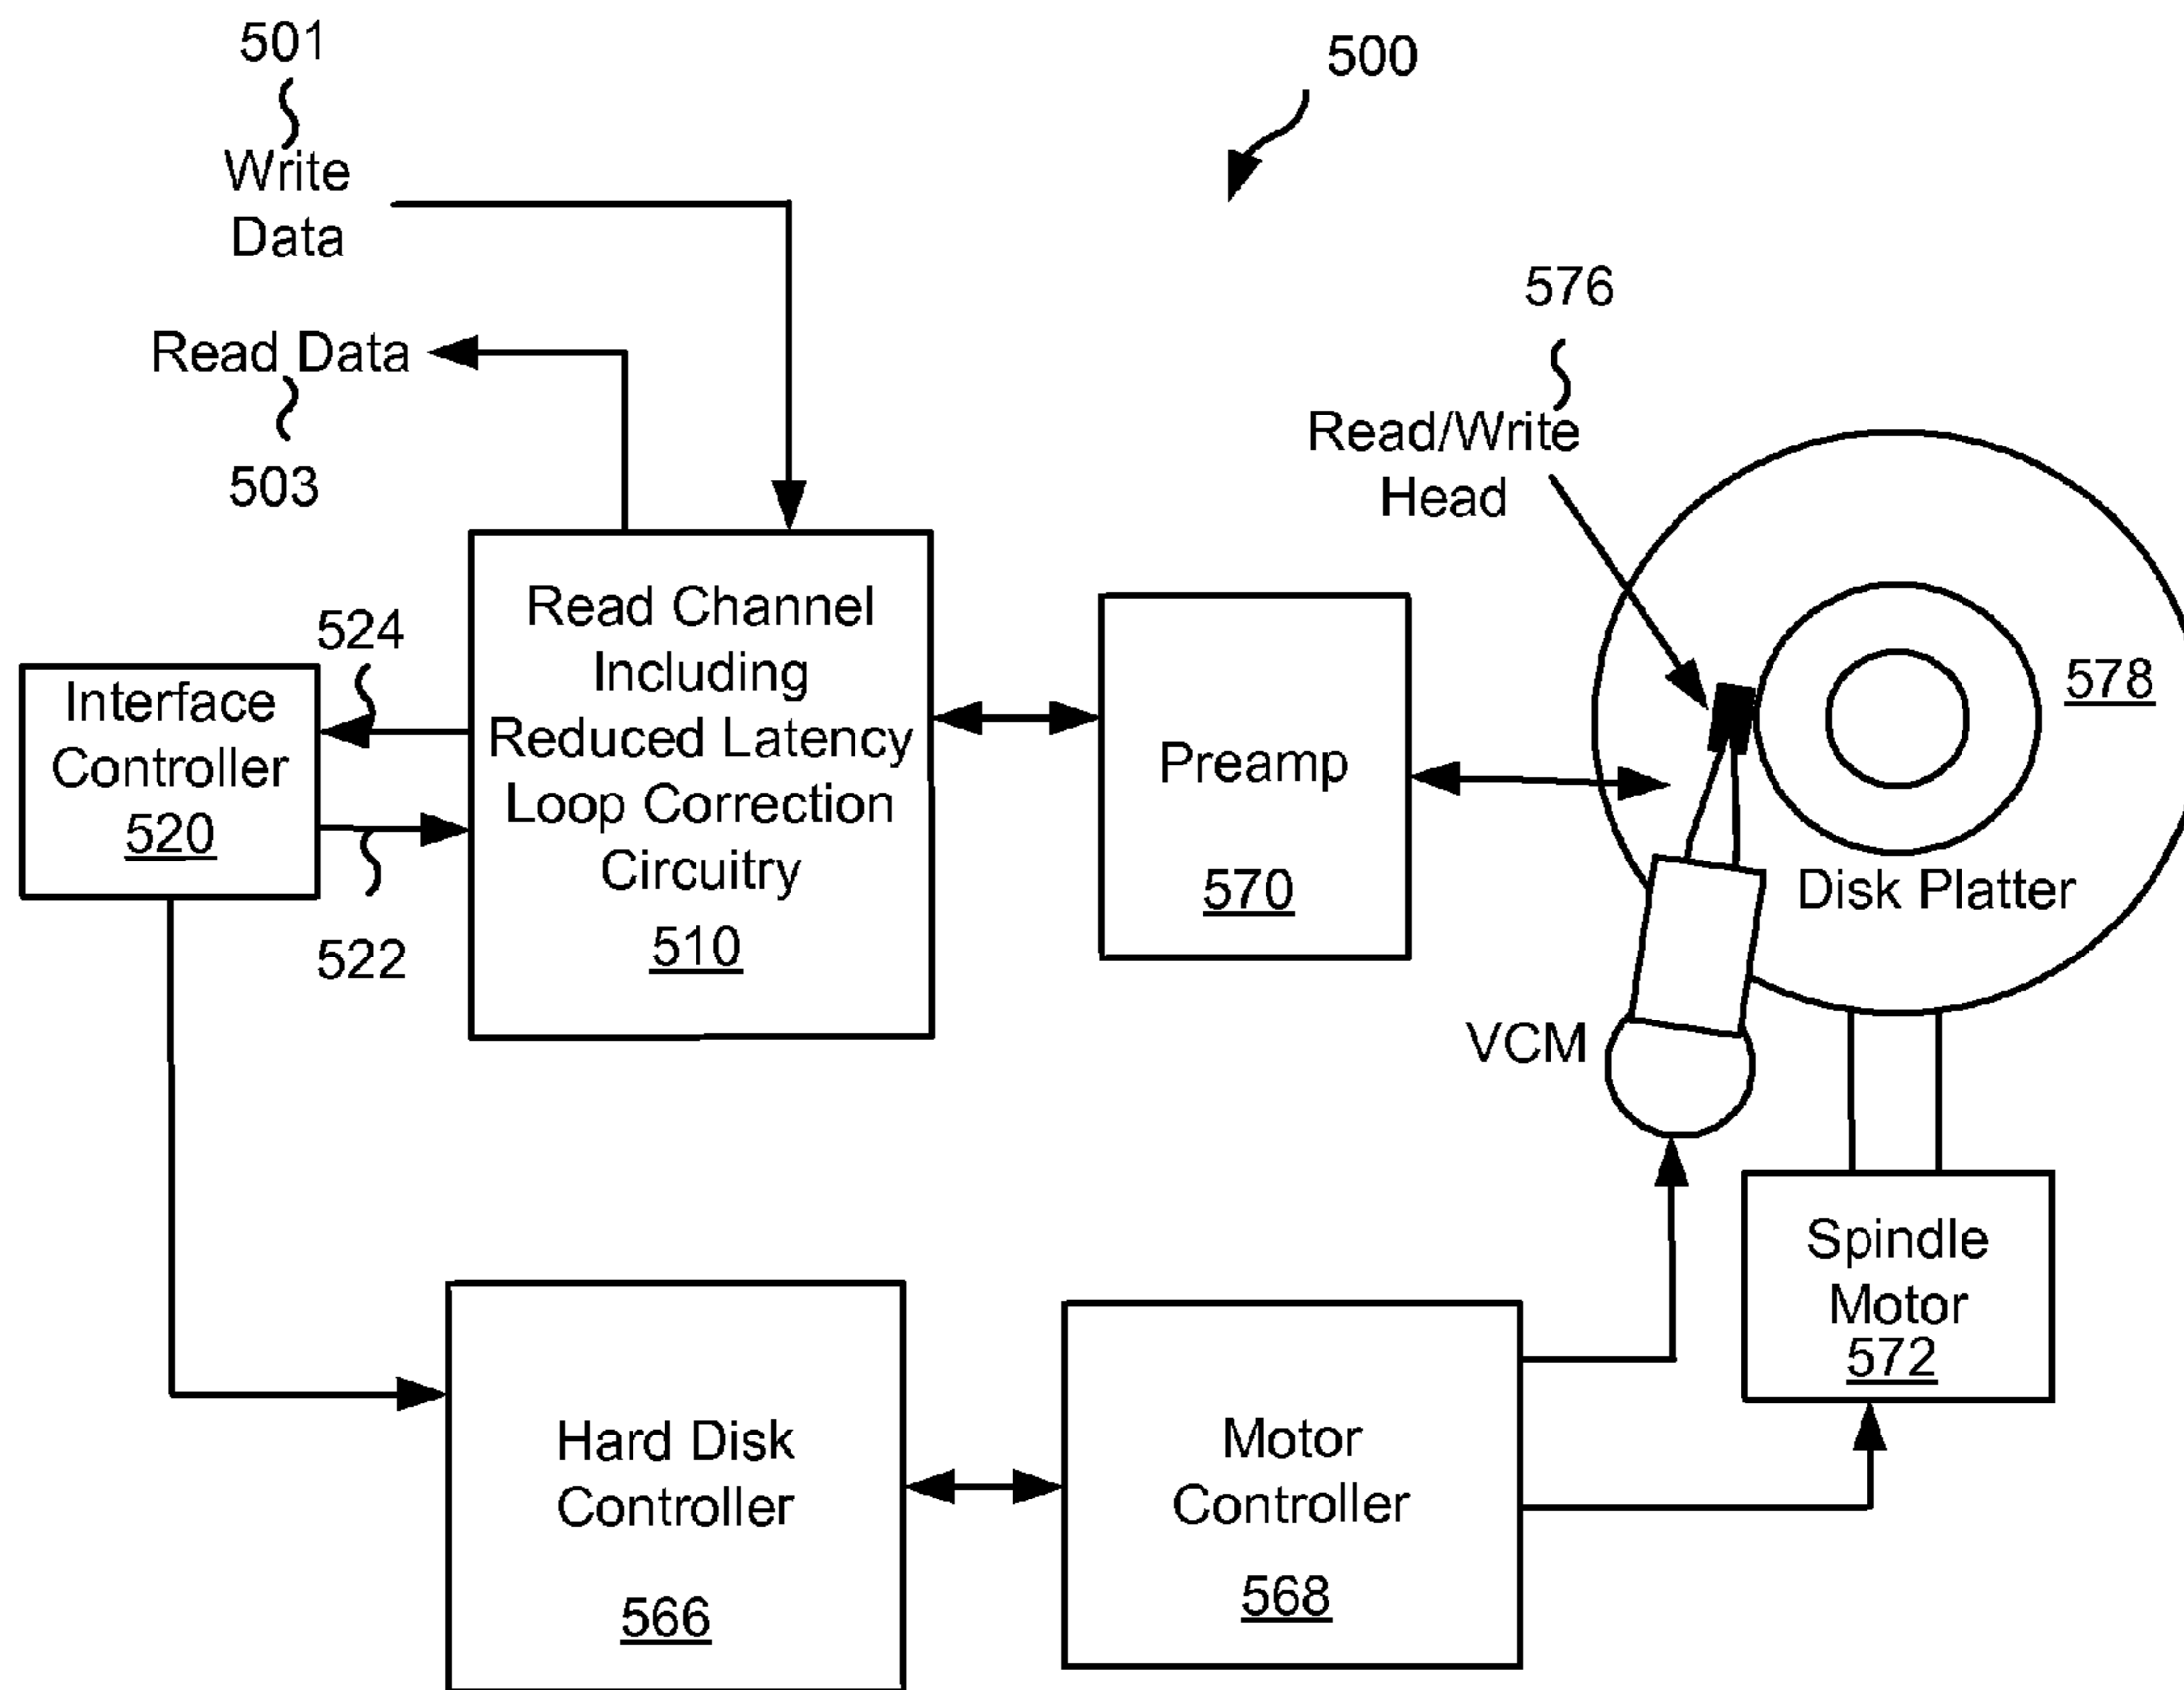 501
500
Write
Data
576
Read Data
503
Read/Write
Head
Read Channel
Including
Reduced Latency
Loop Correction
Circuitry
510
524
Interface
Controller
520
522
Preamp
570
578
Disk Platter
VCM
Spindle
Motor
572
Hard Disk
Controller
566
Motor
Controller
568